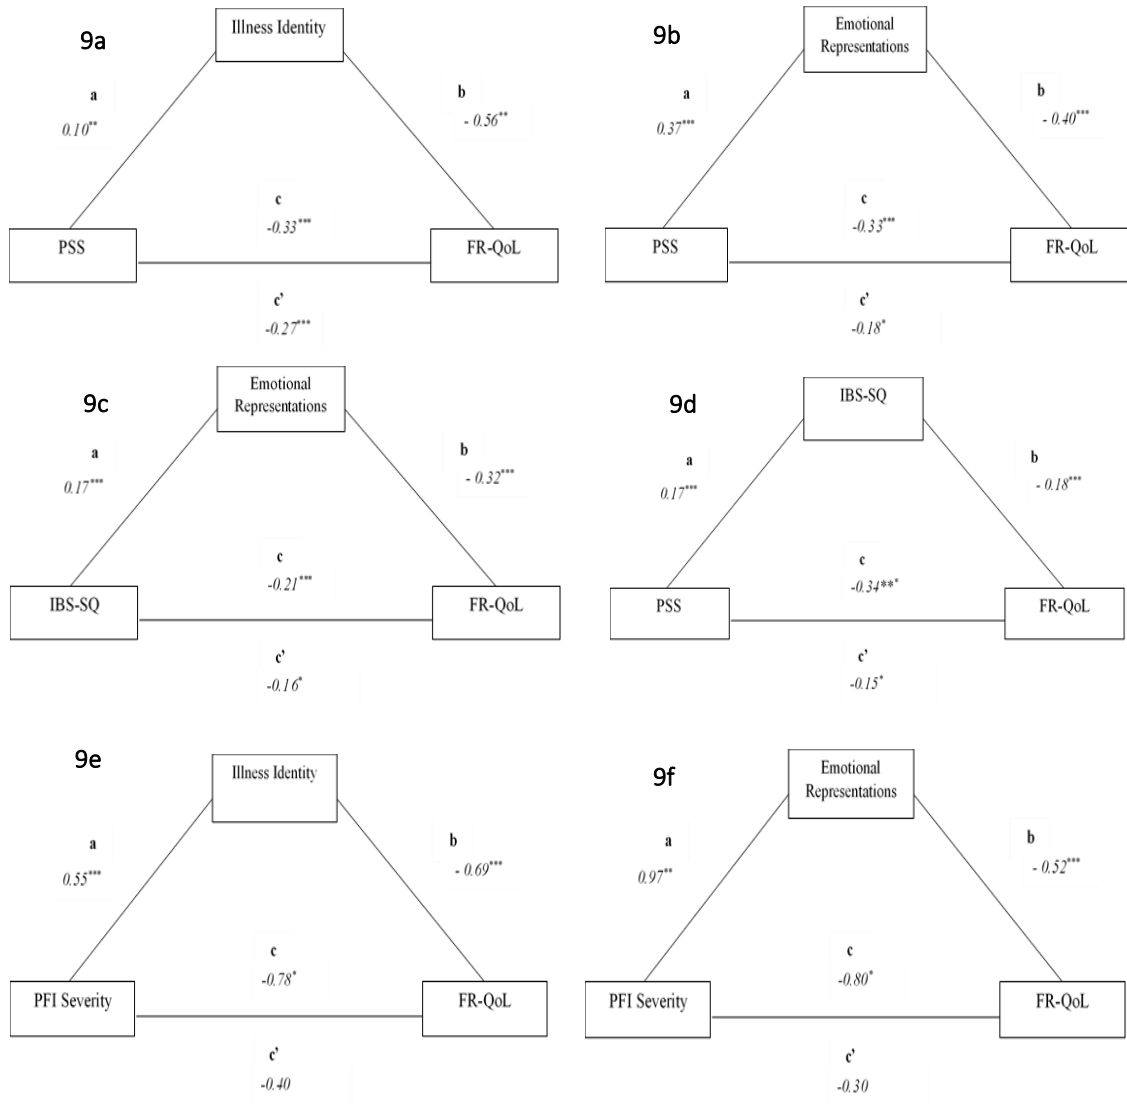 9a
Illness Identity
a
0.10**
b
- 0.56**
c
-0.33***
PSS
FR-QoL
c’
-0.27***
9b
Emotional
Representations
a
0.37***
b
- 0.40***
c
-0.33***
PSS
FR-QoL
c’
-0.18*
9c
Emotional
Representations
a
0.17***
b
- 0.32***
c
-0.21***
IBS-SQ
FR-QoL
c’
-0.16*
9d
IBS-SQ
a
0.17***
b
- 0.18***
c
-0.34***
PSS
FR-QoL
c’
-0.15*
9e
Illness Identity
a
0.55***
b
- 0.69***
c
-0.78*
PFI Severity
FR-QoL
c’
-0.40
9f
Emotional
Representations
a
0.97**
b
- 0.52***
c
-0.80*
PFI Severity
FR-QoL
c’
-0.30